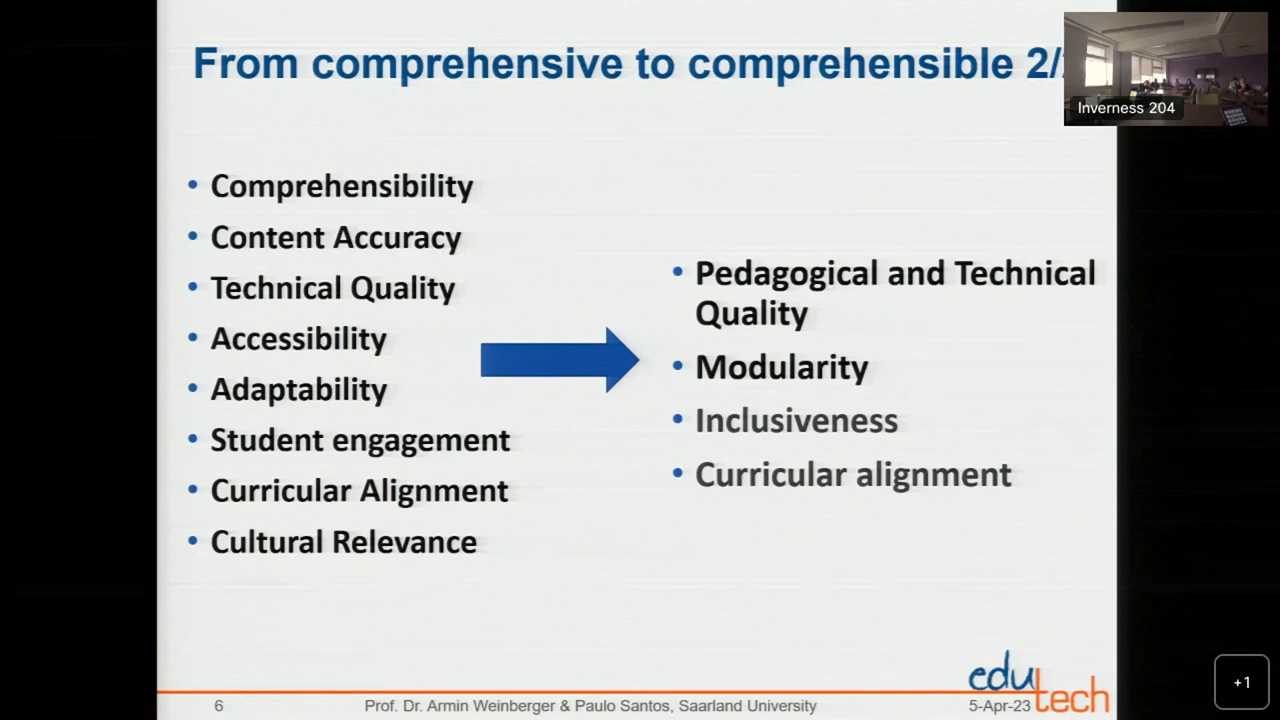 From comprehensive to comprehensible 2/
Inverness 204
• Comprehensibility
• Content Accuracy
• Technical Quality
• Accessibility
• Adaptability
• Student engagement
• Curricular Alignment
• Cultural Relevance
• Pedagogical and Technical
Quality
• Modularity
• Inclusiveness
• Curricular alignment
6
Prof. Dr. Armin Weinberger & Paulo Santos, Saarland University
5-Apr-23
edutech
+1